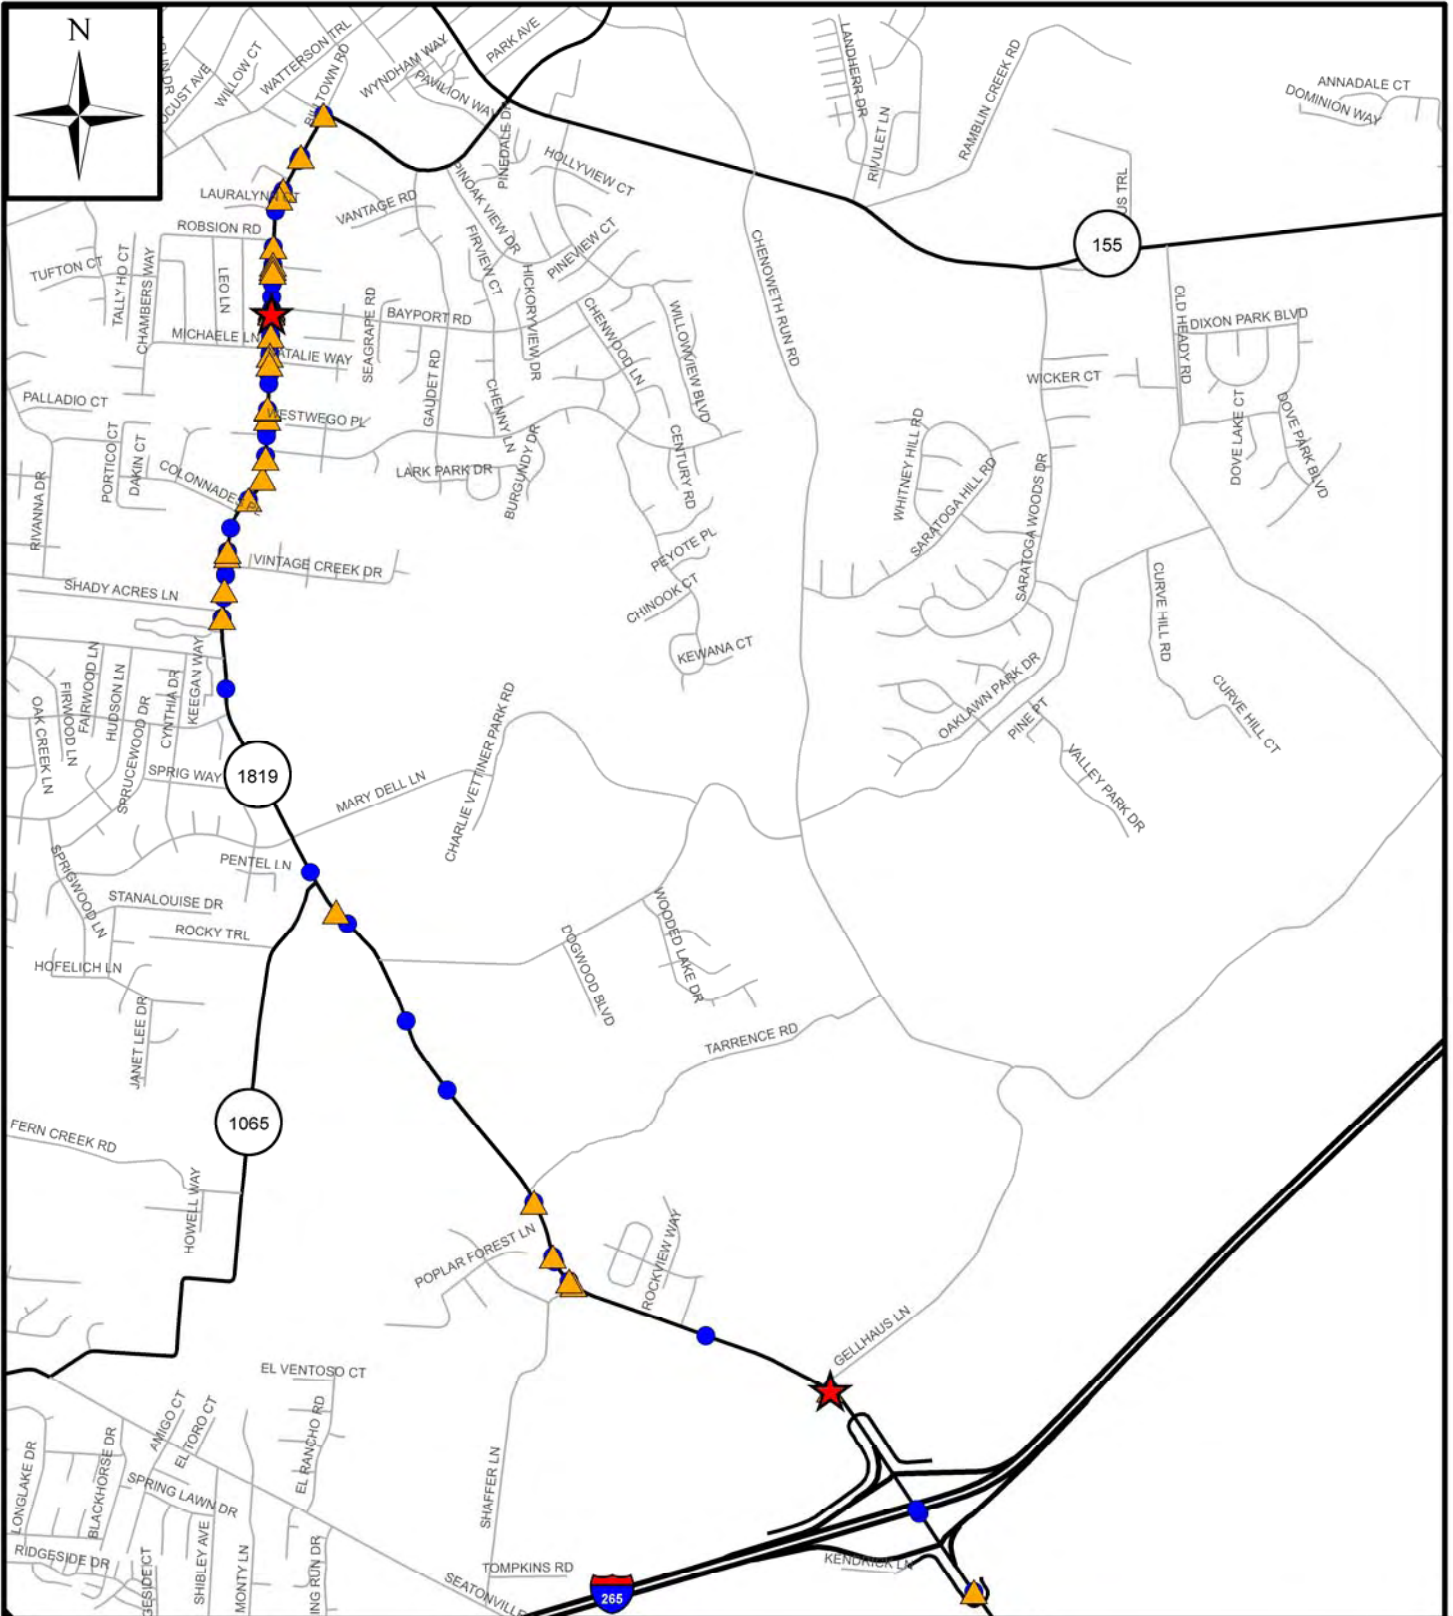 N
WILLOW CT
WATTERSON TRL
BILLTOWN RD
WYNDHAM WAY
PARK AVE
PAVILION WAY
PINEDALE DR
LANDHERR DR
RIVULET LN
RAMBLIN CREEK RD
ANNADALE CT
DOMINION WAY
HOLLYVIEW CT
LAURALYNN CT
VANTAGE RD
PINOAK VIEW DR
ROBSION RD
FIRVIEW CT
PINEVIEW CT
US TRL
155
TUFTON CT
TALLY HO CT
CHAMBERS WAY
LEO LN
HICKORYVIEW DR
CHENOWETH RUN RD
SEAGRAPE RD
BAYPORT RD
CHENWOOD LN
WILLOWVIEW BLVD
OLD HEADY RD
DIXON PARK BLVD
MICHAELE LN
ATALIE WAY
GAUDET RD
WICKER CT
PALLADIO CT
WESTWEGO PL
CHENNY LN
DOVE LAKE CT
DOVE PARK BLVD
PORTICO CT
DAKIN CT
COLONNADES PL
LARK PARK DR
BURGUNDY DR
CENTURY RD
WHITNEY HILL RD
SARATOGA HILL RD
SARATOGA WOODS DR
RIVANNA DR
VINTAGE CREEK DR
PEYOTE PL
SHADY ACRES LN
CHINOOK CT
KEWANA CT
CURVE HILL RD
OAK CREEK LN
FIRWOOD LN
FAIRWOOD LN
HUDSON LN
SPRUCEWOOD DR
CYNTHIA DR
KEEGAN WAY
OAKLAWN PARK DR
PINE PT
CURVE HILL CT
SPRIG WAY
1819
MARY DELL LN
CHARLIE VETTINER PARK RD
VALLEY PARK DR
PENTEL LN
SPRIGWOOD LN
STANALOUISE DR
ROCKY TRL
WOODED LAKE DR
DOGWOOD BLVD
HOFELICH LN
JANET LEE DR
TARRENCE RD
1065
FERN CREEK RD
HOWELL WAY
POPLAR FOREST LN
ROCKVIEW WAY
GELLHAUS LN
EL VENTOSO CT
AMIGO CT
EL TORO CT
EL RANCHO RD
LONGLAKE DR
BLACKHORSE DR
SPRING LAWN DR
SHAFFER LN
RIDGESIDE DR
GESIDE CT
SHIBLEY AVE
MONTY LN
ING RUN DR
TOMPKINS RD
SEATONVILLE
KENDRICK LN
265